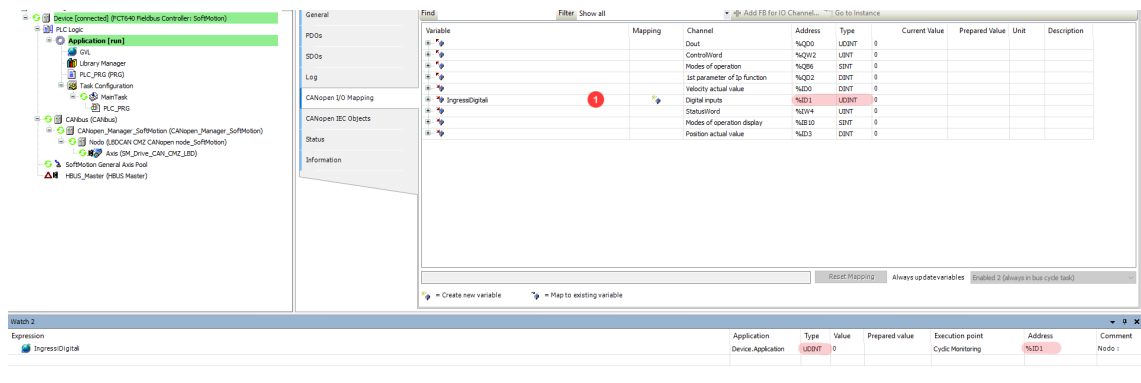 Device [connected] (FCT640 Fieldbus Controller: SoftMotion)
PLC Logic
Application [run]
GVL
Library Manager
PLC_PRG (PRG)
Task Configuration
MainTask
PLC_PRG
CANbus (CANbus)
CANopen_Manager_SoftMotion (CANopen_Manager_SoftMotion)
Nodo (LBDCAN CMZ CANopen node_SoftMotion)
Axis (SM_Drive_CAN_CMZ_LBD)
SoftMotion General Axis Pool
HBUS_Master (HBUS Master)
General
PDOs
SDOs
Log
CANopen I/O Mapping
CANopen IEC Objects
Status
Information
Find Filter Show all Add FB for IO Channel... Go to Instance
Variable Mapping Channel Address Type Current Value Prepared Value Unit Description
Dout %QD0 UDINT 0
ControlWord %QW2 UINT 0
Modes of operation %QB6 SINT 0
1st parameter of Ip function %QD2 DINT 0
Velocity actual value %ID0 DINT 0
IngressiDigitali 1 Digital inputs %ID1 UDINT 0
StatusWord %IW4 UINT 0
Modes of operation display %IB10 SINT 0
Position actual value %ID3 DINT 0
Reset Mapping Always update variables Enabled 2 (always in bus cycle task)
= Create new variable = Map to existing variable
Watch 2
Expression Application Type Value Prepared value Execution point Address Comment
IngressiDigitali Device.Application UDINT 0 Cyclic Monitoring %ID1 Nodo :